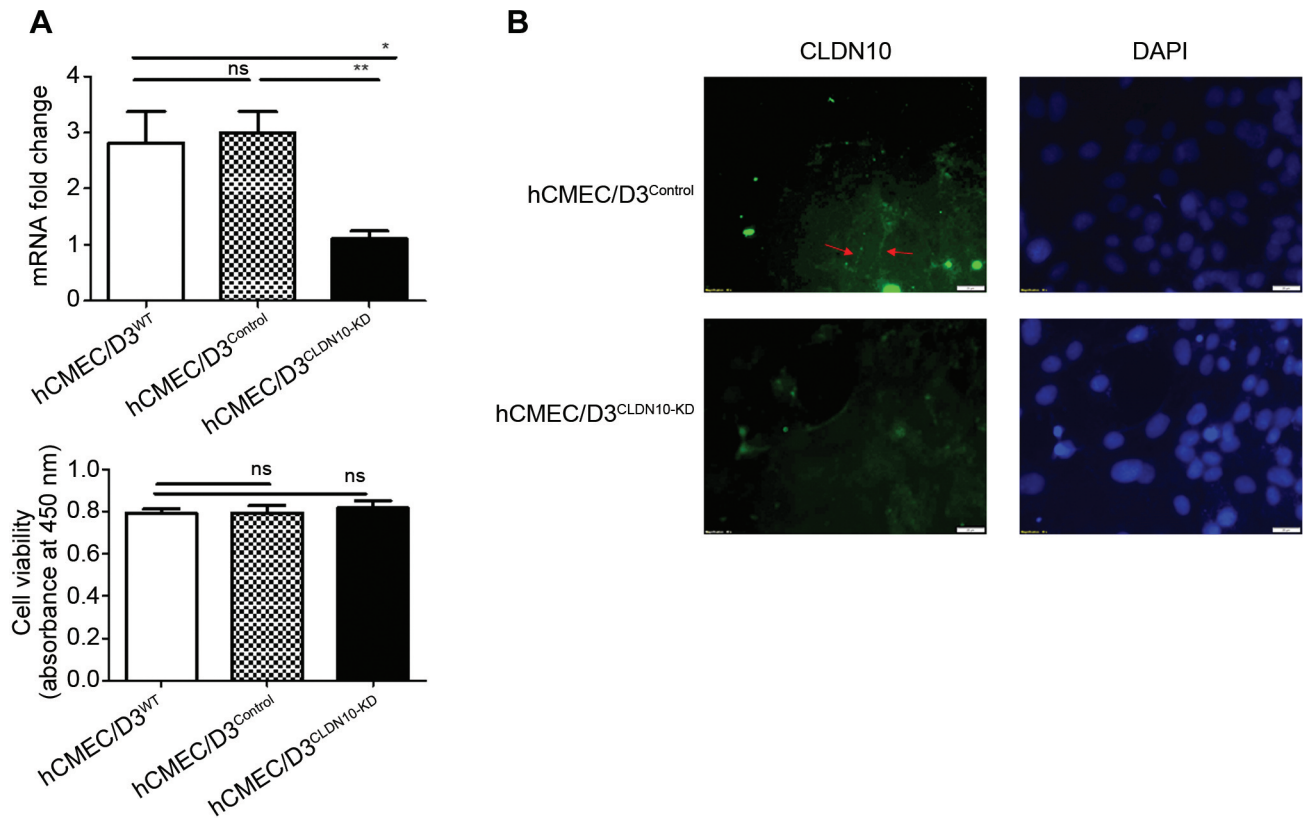 A
*
ns
**
4
3
2
1
0
mRNA fold change
hCMEC/D3WT
hCMEC/D3Control
hCMEC/D3CLDN10-KD
ns
ns
1.0
0.8
0.6
0.4
0.2
0.0
Cell viability
(absorbance at 450 nm)
hCMEC/D3WT
hCMEC/D3Control
hCMEC/D3CLDN10-KD
B
CLDN10
DAPI
hCMEC/D3Control
hCMEC/D3CLDN10-KD